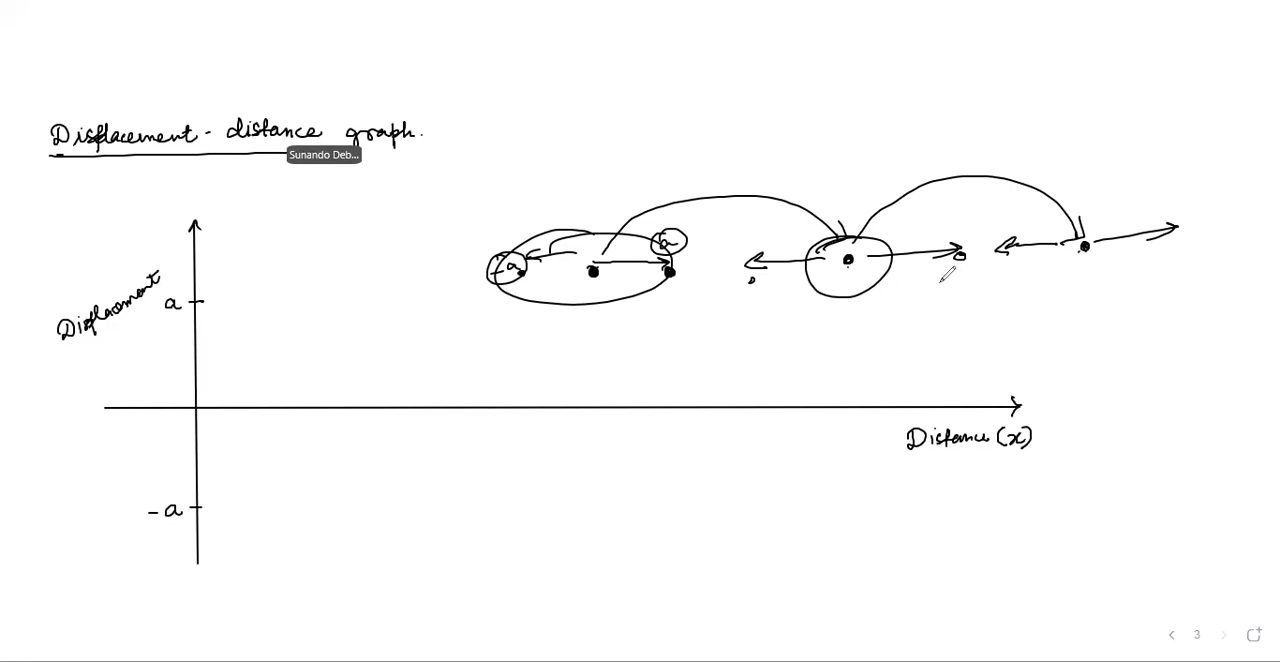 Displacement - distance graph.
Sunando Deb...
-a
a
Displacement
a
Distance (x)
-a
3